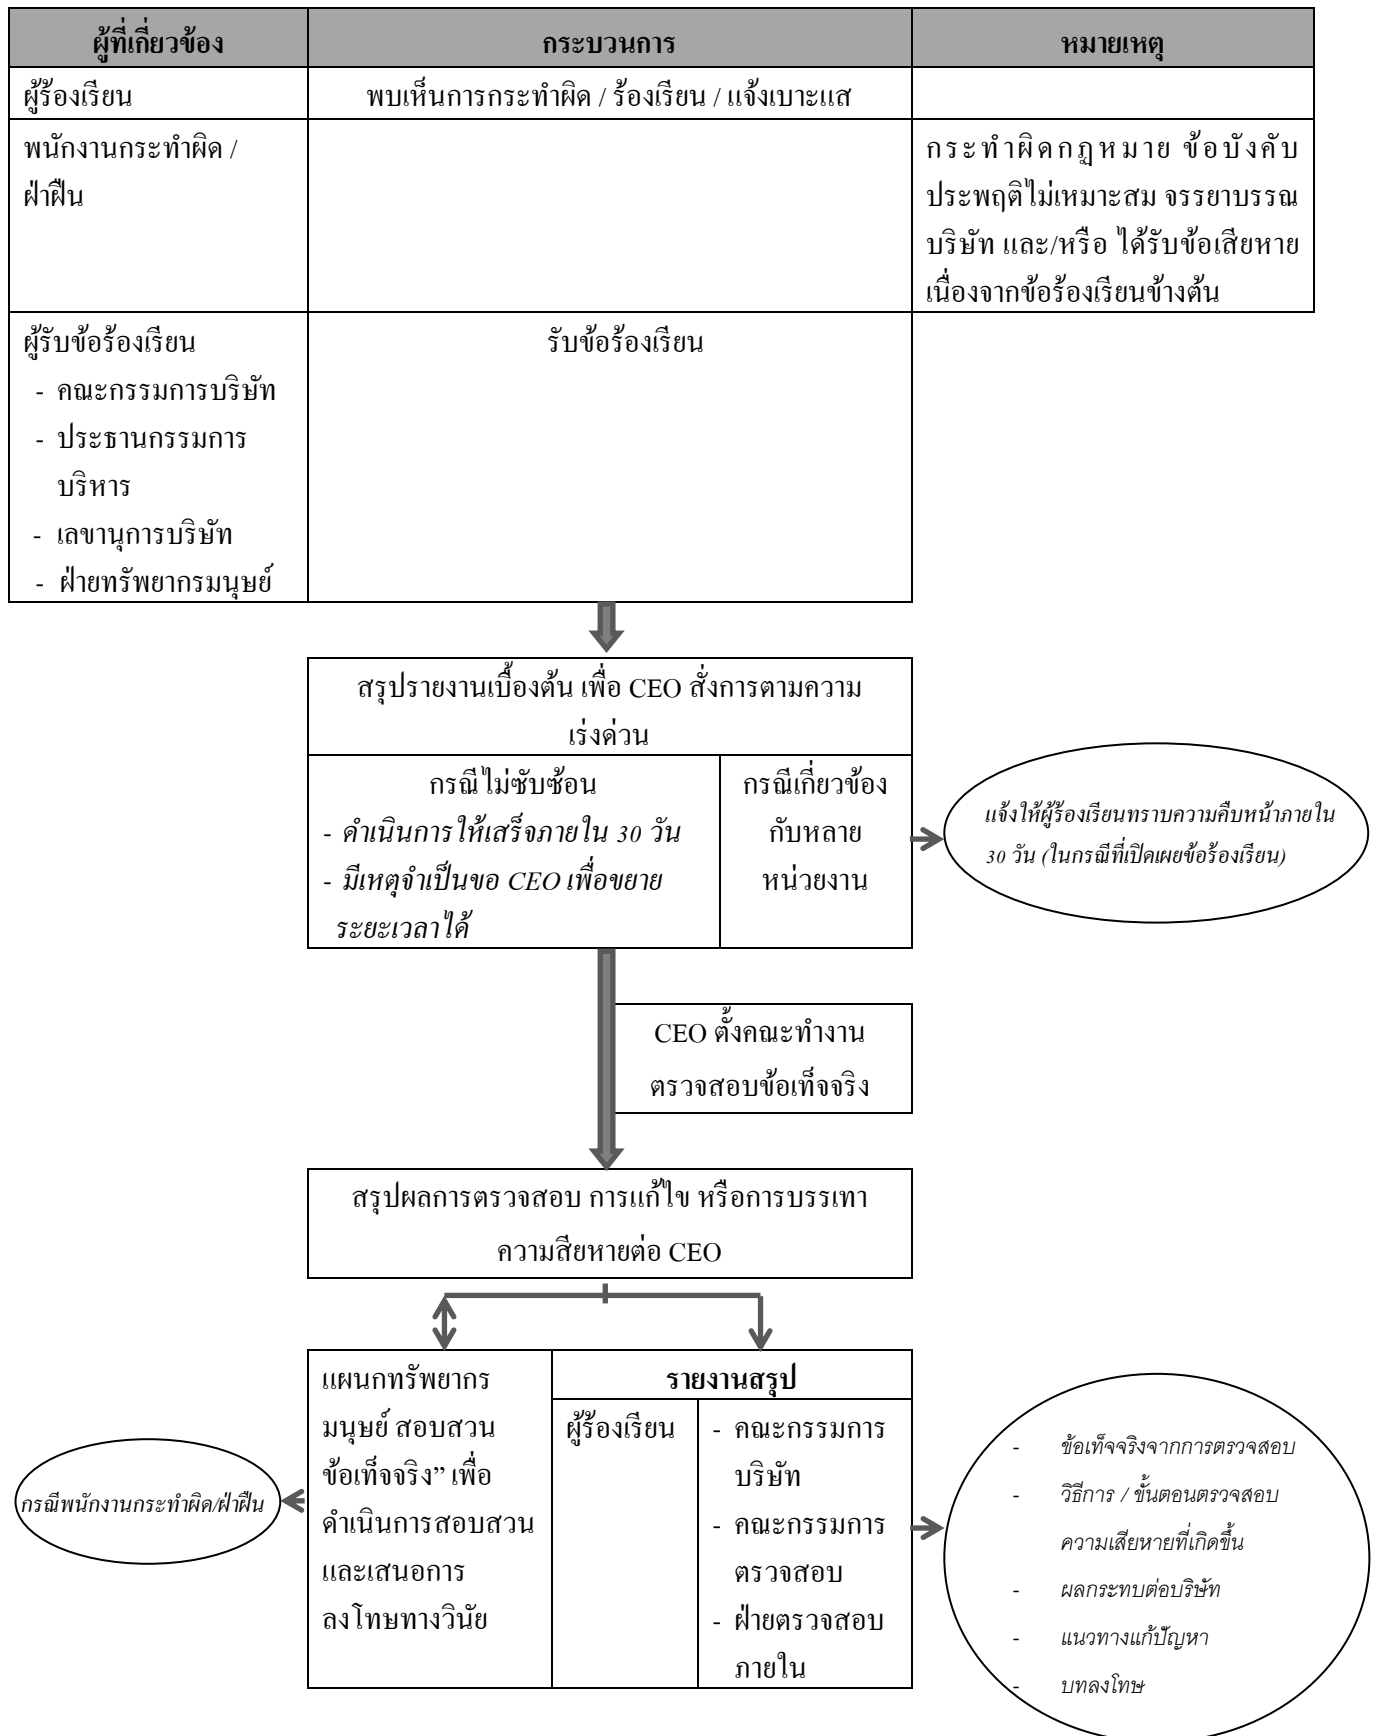 ผู้ที่เกี่ยวข้อง
กระบวนการ
หมายเหตุ
ผู้ร้องเรียน
พบเห็นการกระทำผิด / ร้องเรียน / แจ้งเบาะแส
พนักงานกระทำผิด /
ฝ่าฝืน
กระทำผิดกฎหมาย ข้อบังคับ
ประพฤติไม่เหมาะสม จรรยาบรรณ
บริษัท และ/หรือ ได้รับข้อเสียหาย
เนื่องจากข้อร้องเรียนข้างต้น
ผู้รับข้อร้องเรียน
- คณะกรรมการบริษัท
- ประธานกรรมการ
บริหาร
- เลขานุการบริษัท
- ฝ่ายทรัพยากรมนุษย์
รับข้อร้องเรียน
สรุปรายงานเบื้องต้น เพื่อ CEO สั่งการตามความ
เร่งด่วน
กรณีไม่ซับซ้อน
- ดำเนินการให้เสร็จภายใน 30 วัน
- มีเหตุจำเป็นขอ CEO เพื่อขยาย
ระยะเวลาได้
กรณีเกี่ยวข้อง
กับหลาย
หน่วยงาน
แจ้งให้ผู้ร้องเรียนทราบความคืบหน้าภายใน
30 วัน (ในกรณีที่เปิดเผยข้อร้องเรียน)
CEO ตั้งคณะทำงาน
ตรวจสอบข้อเท็จจริง
สรุปผลการตรวจสอบ การแก้ไข หรือการบรรเทา
ความสียหายต่อ CEO
แผนกทรัพยากร
มนุษย์ สอบสวน
ข้อเท็จจริง” เพื่อ
ดำเนินการสอบสวน
และเสนอการ
ลงโทษทางวินัย
รายงานสรุป
ผู้ร้องเรียน
- คณะกรรมการ
บริษัท
- คณะกรรมการ
ตรวจสอบ
- ฝ่ายตรวจสอบ
ภายใน
กรณีพนักงานกระทำผิด/ฝ่าฝืน
- ข้อเท็จจริงจากการตรวจสอบ
- วิธีการ / ขั้นตอนตรวจสอบ
ความเสียหายที่เกิดขึ้น
- ผลกระทบต่อบริษัท
- แนวทางแก้ปัญหา
- บทลงโทษ